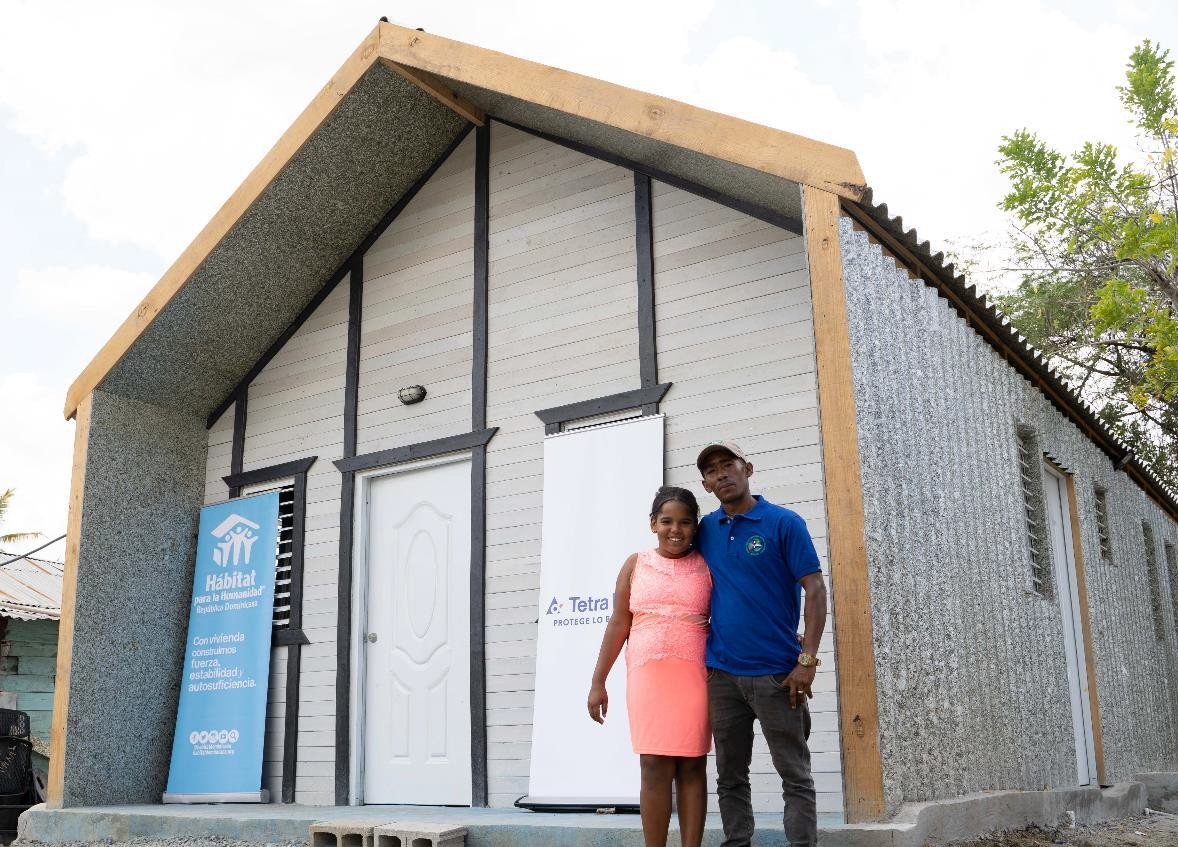 Hábitat
para la Humanidad
República Dominicana
Con vivienda
construimos
fuerza,
estabilidad y
autosuficiencia.
Tetra
PROTEGE LO